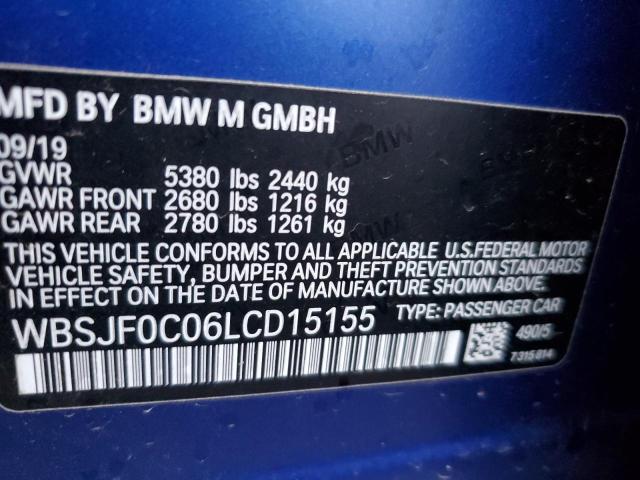 MFD BY BMW M GMBH
09/19
GVWR 5380 lbs 2440 kg
GAWR FRONT 2680 lbs 1216 kg
GAWR REAR 2780 lbs 1261 kg
THIS VEHICLE CONFORMS TO ALL APPLICABLE U.S.FEDERAL MOTOR
VEHICLE SAFETY, BUMPER AND THEFT PREVENTION STANDARDS
IN EFFECT ON THE DATE OF MANUFACTURE SHOWN ABOVE.
WBSJF0C06LCD15155 TYPE: PASSENGER CAR
490/5
7315814
BMW